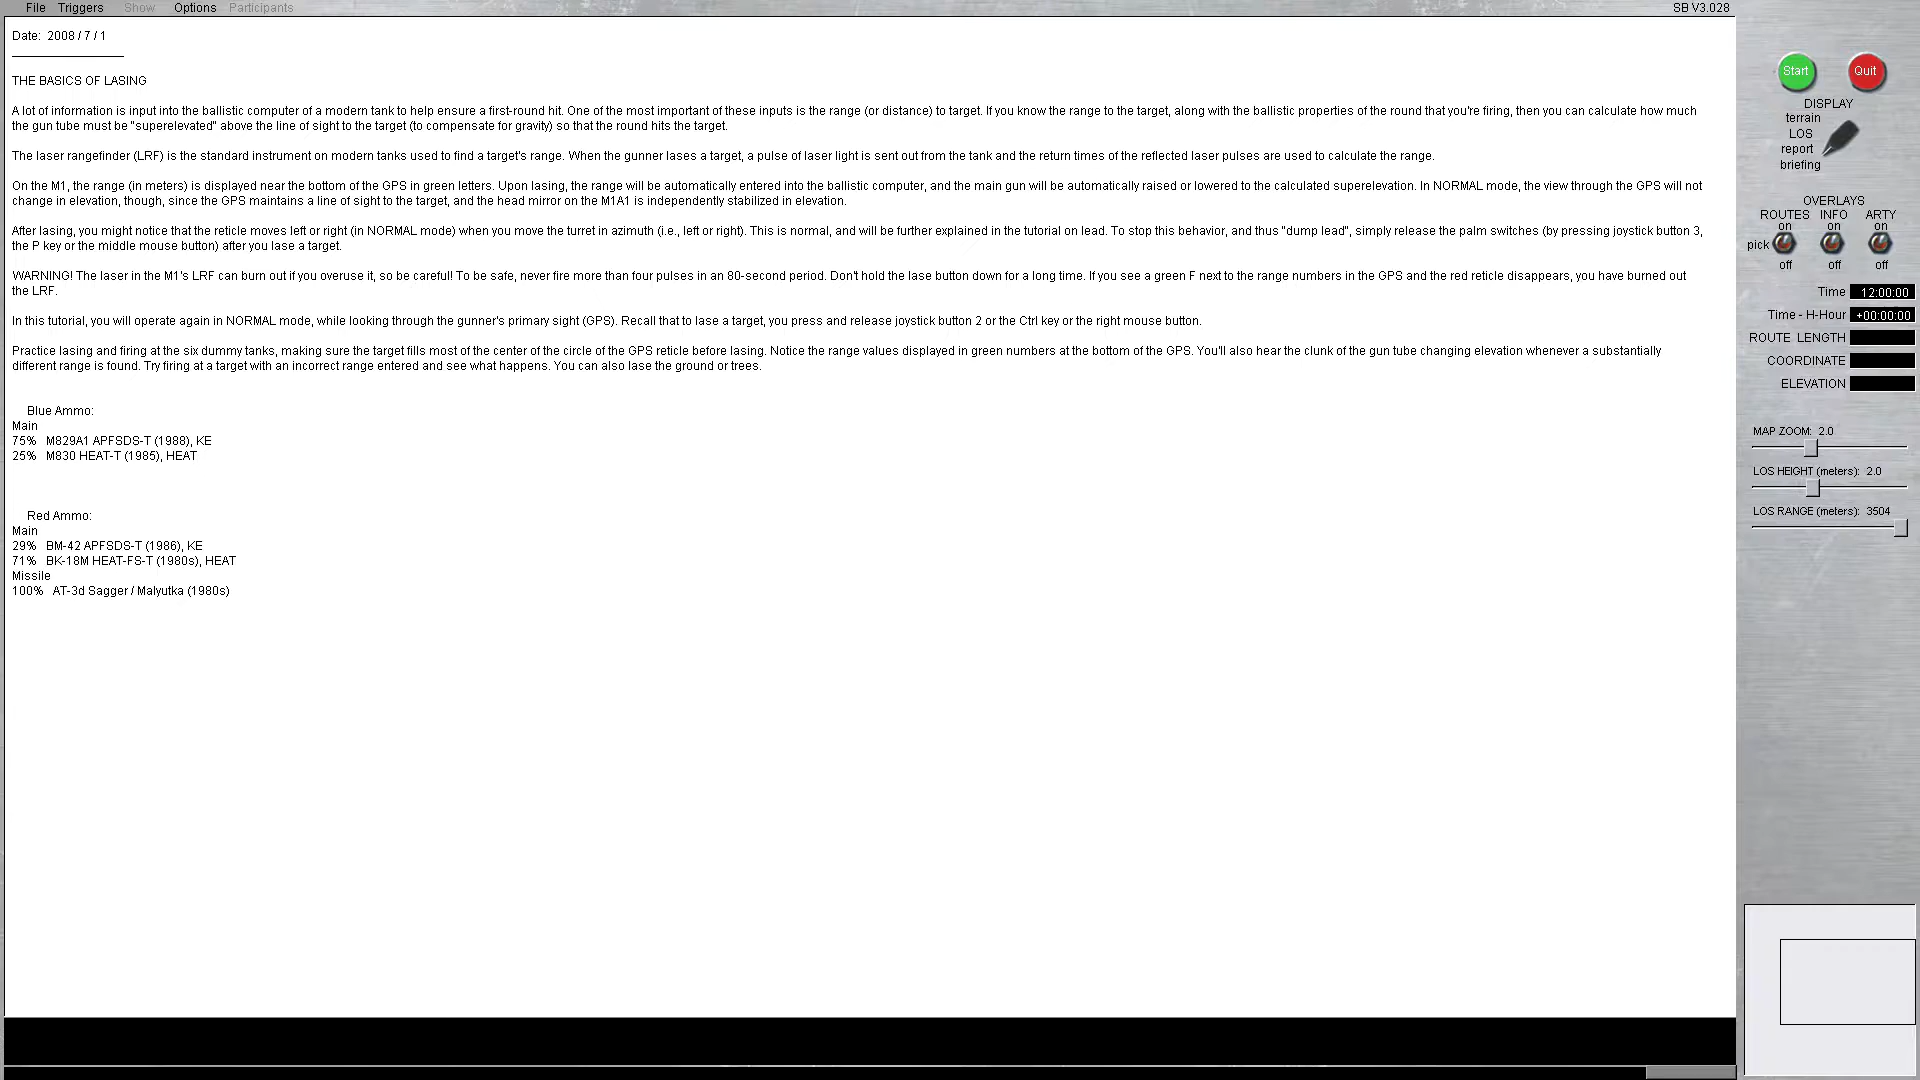 File Triggers Show Options Participants SB V3.028
Date: 2008 / 7 / 1
THE BASICS OF LASING
A lot of information is input into the ballistic computer of a modern tank to help ensure a first-round hit. One of the most important of these inputs is the range (or distance) to target. If you know the range to the target, along with the ballistic properties of the round that you're firing, then you can calculate how much
the gun tube must be "superelevated" above the line of sight to the target (to compensate for gravity) so that the round hits the target.
The laser rangefinder (LRF) is the standard instrument on modern tanks used to find a target's range. When the gunner lases a target, a pulse of laser light is sent out from the tank and the return times of the reflected laser pulses are used to calculate the range.
On the M1, the range (in meters) is displayed near the bottom of the GPS in green letters. Upon lasing, the range will be automatically entered into the ballistic computer, and the main gun will be automatically raised or lowered to the calculated superelevation. In NORMAL mode, the view through the GPS will not
change in elevation, though, since the GPS maintains a line of sight to the target, and the head mirror on the M1A1 is independently stabilized in elevation.
After lasing, you might notice that the reticle moves left or right (in NORMAL mode) when you move the turret in azimuth (i.e., left or right). This is normal, and will be further explained in the tutorial on lead. To stop this behavior, and thus "dump lead", simply release the palm switches (by pressing joystick button 3,
the P key or the middle mouse button) after you lase a target.
WARNING! The laser in the M1's LRF can burn out if you overuse it, so be careful! To be safe, never fire more than four pulses in an 80-second period. Don't hold the lase button down for a long time. If you see a green F next to the range numbers in the GPS and the red reticle disappears, you have burned out
the LRF.
In this tutorial, you will operate again in NORMAL mode, while looking through the gunner's primary sight (GPS). Recall that to lase a target, you press and release joystick button 2 or the Ctrl key or the right mouse button.
Practice lasing and firing at the six dummy tanks, making sure the target fills most of the center of the circle of the GPS reticle before lasing. Notice the range values displayed in green numbers at the bottom of the GPS. You'll also hear the clunk of the gun tube changing elevation whenever a substantially
different range is found. Try firing at a target with an incorrect range entered and see what happens. You can also lase the ground or trees.
Blue Ammo:
Main
75% M829A1 APFSDS-T (1988), KE
25% M830 HEAT-T (1985), HEAT
Red Ammo:
Main
29% BM-42 APFSDS-T (1986), KE
71% BK-18M HEAT-FS-T (1980s), HEAT
Missile
100% AT-3d Sagger / Malyutka (1980s)
Start Quit
DISPLAY
terrain
LOS
report
briefing
OVERLAYS
ROUTES INFO ARTY
on on on
pick
off off off
Time 12:00:00
Time - H-Hour +00:00:00
ROUTE LENGTH
COORDINATE
ELEVATION
MAP ZOOM: 2.0
LOS HEIGHT (meters): 2.0
LOS RANGE (meters): 3504